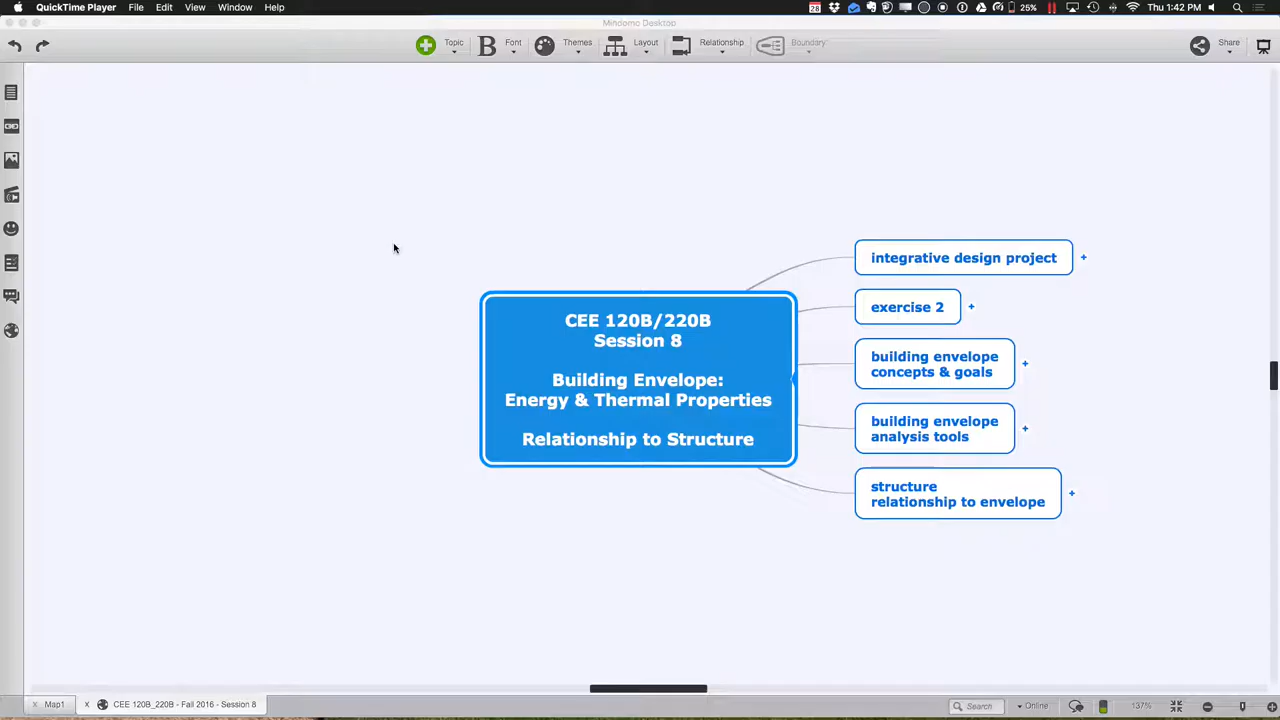 QuickTime Player File Edit View Window Help
28
26% Thu 1:42 PM
Mindomo Desktop
Topic Font Themes Layout Relationship Boundary Share
integrative design project +
exercise 2 +
CEE 120B/220B
Session 8
Building Envelope:
Energy & Thermal Properties
Relationship to Structure
building envelope
concepts & goals +
building envelope
analysis tools +
structure
relationship to envelope +
x Map1 x CEE 120B_220B - Fall 2016 - Session 8
Search Online 137%